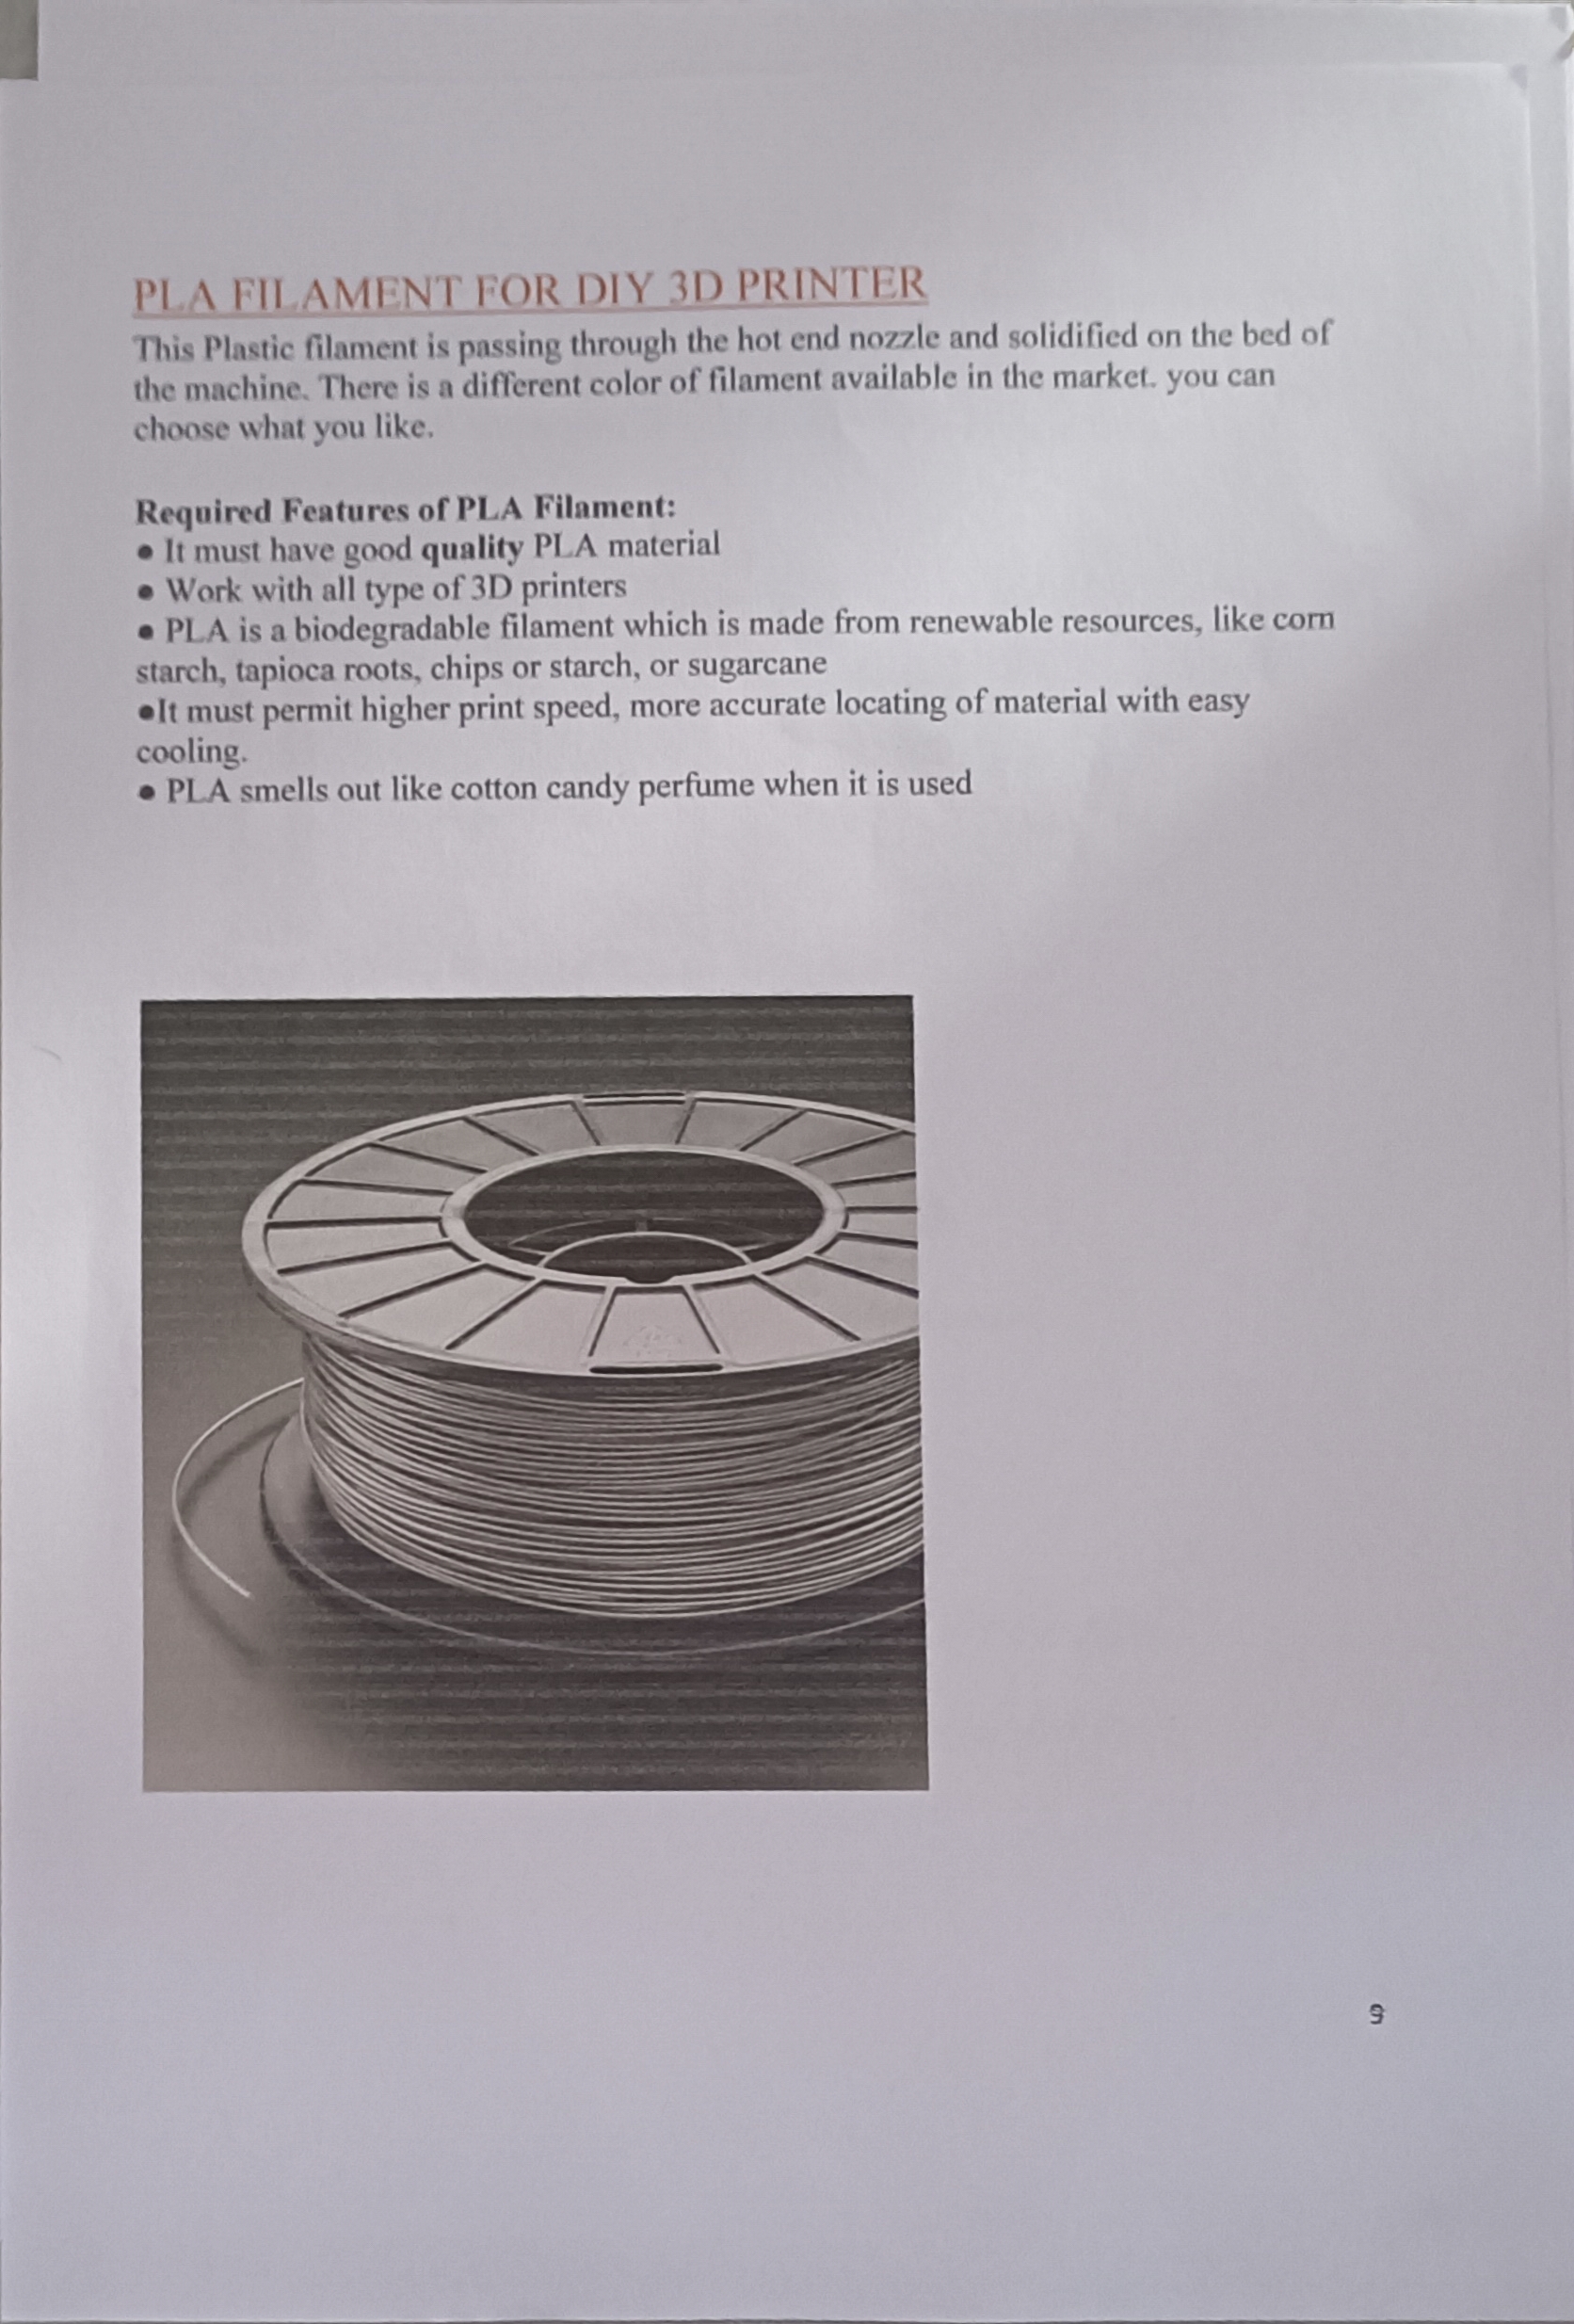 PLA FILAMENT FOR DIY 3D PRINTER
This Plastic filament is passing through the hot end nozzle and solidified on the bed of
the machine. There is a different color of filament available in the market. you can
choose what you like.
Required Features of PLA Filament:
● It must have good quality PLA material
● Work with all type of 3D printers
● PLA is a biodegradable filament which is made from renewable resources, like corn
starch, tapioca roots, chips or starch, or sugarcane
●It must permit higher print speed, more accurate locating of material with easy
cooling.
● PLA smells out like cotton candy perfume when it is used